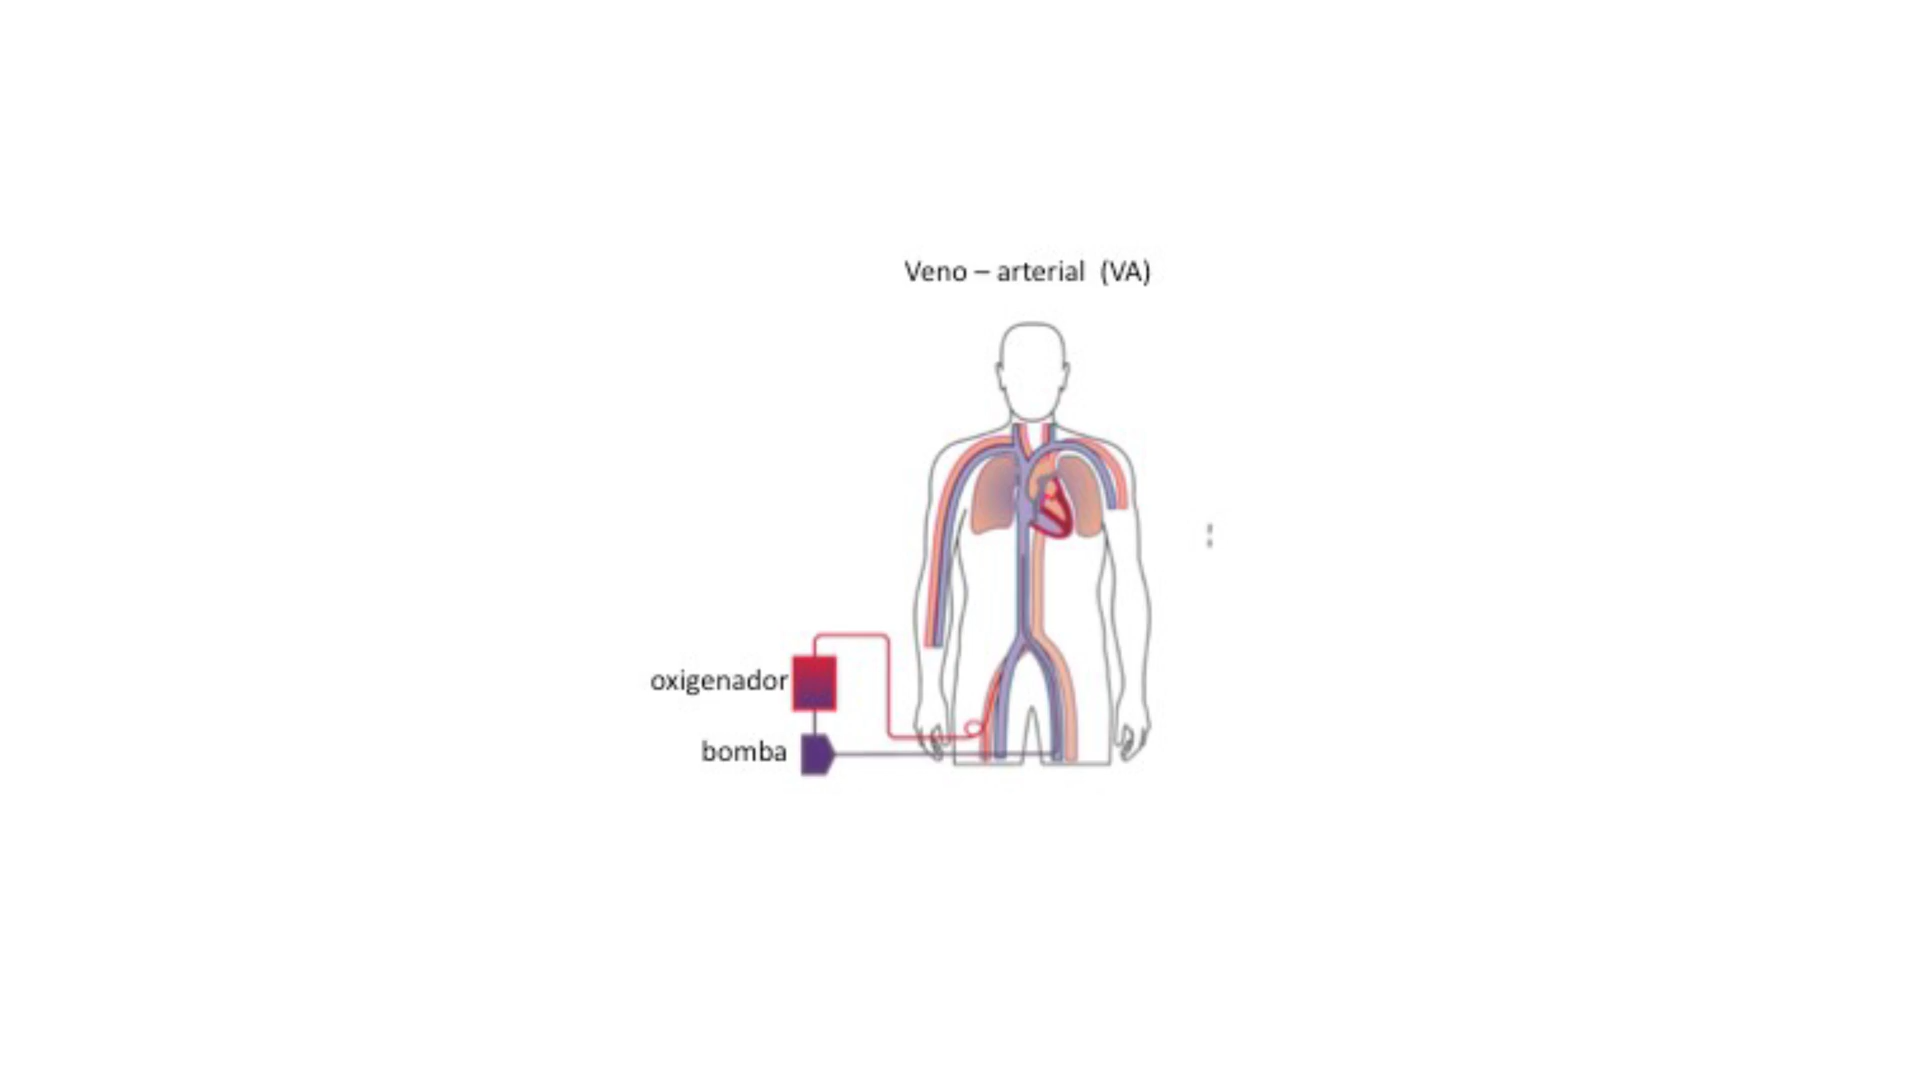 Veno – arterial (VA)
oxigenador
bomba